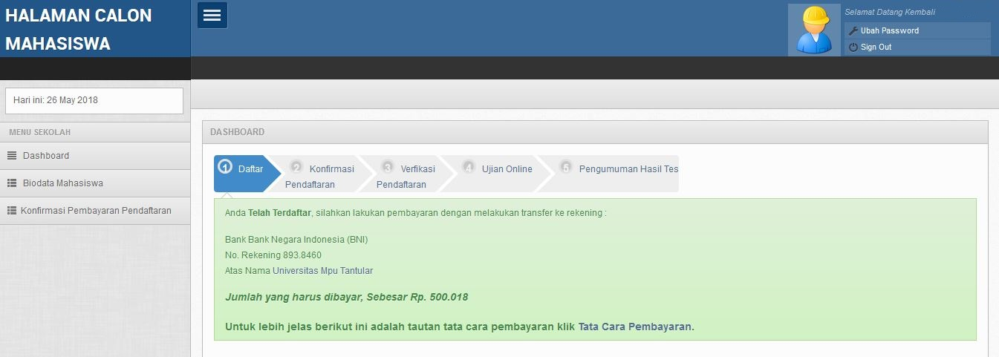 HALAMAN CALON
MAHASISWA
Selamat Datang Kembali
Ubah Password
Sign Out
Hari ini: 26 May 2018
MENU SEKOLAH
Dashboard
Biodata Mahasiswa
Konfirmasi Pembayaran Pendaftaran
DASHBOARD
1 Daftar
2 Konfirmasi
Pendaftaran
3 Verfikasi
Pendaftaran
4 Ujian Online
5 Pengumuman Hasil Tes
Anda Telah Terdaftar, silahkan lakukan pembayaran dengan melakukan transfer ke rekening :
Bank Bank Negara Indonesia (BNI)
No. Rekening 893.8460
Atas Nama Universitas Mpu Tantular
Jumlah yang harus dibayar, Sebesar Rp. 500.018
Untuk lebih jelas berikut ini adalah tautan tata cara pembayaran klik Tata Cara Pembayaran.